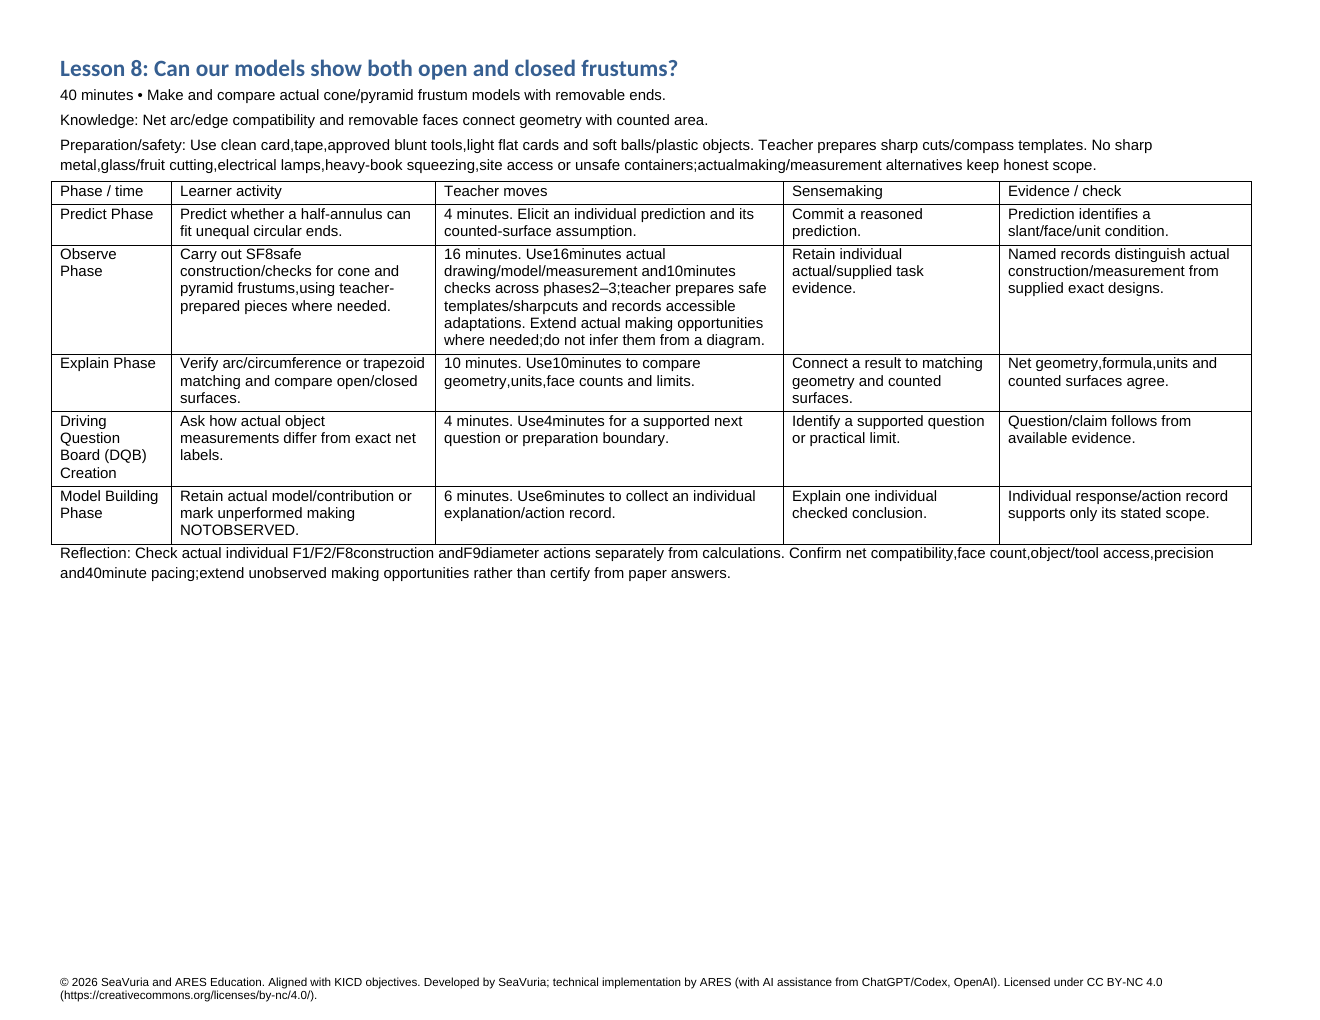 Lesson 8: Can our models show both open and closed frustums?
40 minutes • Make and compare actual cone/pyramid frustum models with removable ends.
Knowledge: Net arc/edge compatibility and removable faces connect geometry with counted area.
Preparation/safety: Use clean card,tape,approved blunt tools,light flat cards and soft balls/plastic objects. Teacher prepares sharp cuts/compass templates. No sharp
metal,glass/fruit cutting,electrical lamps,heavy-book squeezing,site access or unsafe containers;actualmaking/measurement alternatives keep honest scope.
Phase / time
Learner activity
Teacher moves
Sensemaking
Evidence / check
Predict Phase
Predict whether a half-annulus can
fit unequal circular ends.
4 minutes. Elicit an individual prediction and its
counted-surface assumption.
Commit a reasoned
prediction.
Prediction identifies a
slant/face/unit condition.
Observe
Phase
Carry out SF8safe
construction/checks for cone and
pyramid frustums,using teacher-
prepared pieces where needed.
16 minutes. Use16minutes actual
drawing/model/measurement and10minutes
checks across phases2–3;teacher prepares safe
templates/sharpcuts and records accessible
adaptations. Extend actual making opportunities
where needed;do not infer them from a diagram.
Retain individual
actual/supplied task
evidence.
Named records distinguish actual
construction/measurement from
supplied exact designs.
Explain Phase
Verify arc/circumference or trapezoid
matching and compare open/closed
surfaces.
10 minutes. Use10minutes to compare
geometry,units,face counts and limits.
Connect a result to matching
geometry and counted
surfaces.
Net geometry,formula,units and
counted surfaces agree.
Driving
Question
Board (DQB)
Creation
Ask how actual object
measurements differ from exact net
labels.
4 minutes. Use4minutes for a supported next
question or preparation boundary.
Identify a supported question
or practical limit.
Question/claim follows from
available evidence.
Model Building
Phase
Retain actual model/contribution or
mark unperformed making
NOTOBSERVED.
6 minutes. Use6minutes to collect an individual
explanation/action record.
Explain one individual
checked conclusion.
Individual response/action record
supports only its stated scope.
Reflection: Check actual individual F1/F2/F8construction andF9diameter actions separately from calculations. Confirm net compatibility,face count,object/tool access,precision
and40minute pacing;extend unobserved making opportunities rather than certify from paper answers.
© 2026 SeaVuria and ARES Education. Aligned with KICD objectives. Developed by SeaVuria; technical implementation by ARES (with AI assistance from ChatGPT/Codex, OpenAI). Licensed under CC BY-NC 4.0
(https://creativecommons.org/licenses/by-nc/4.0/).